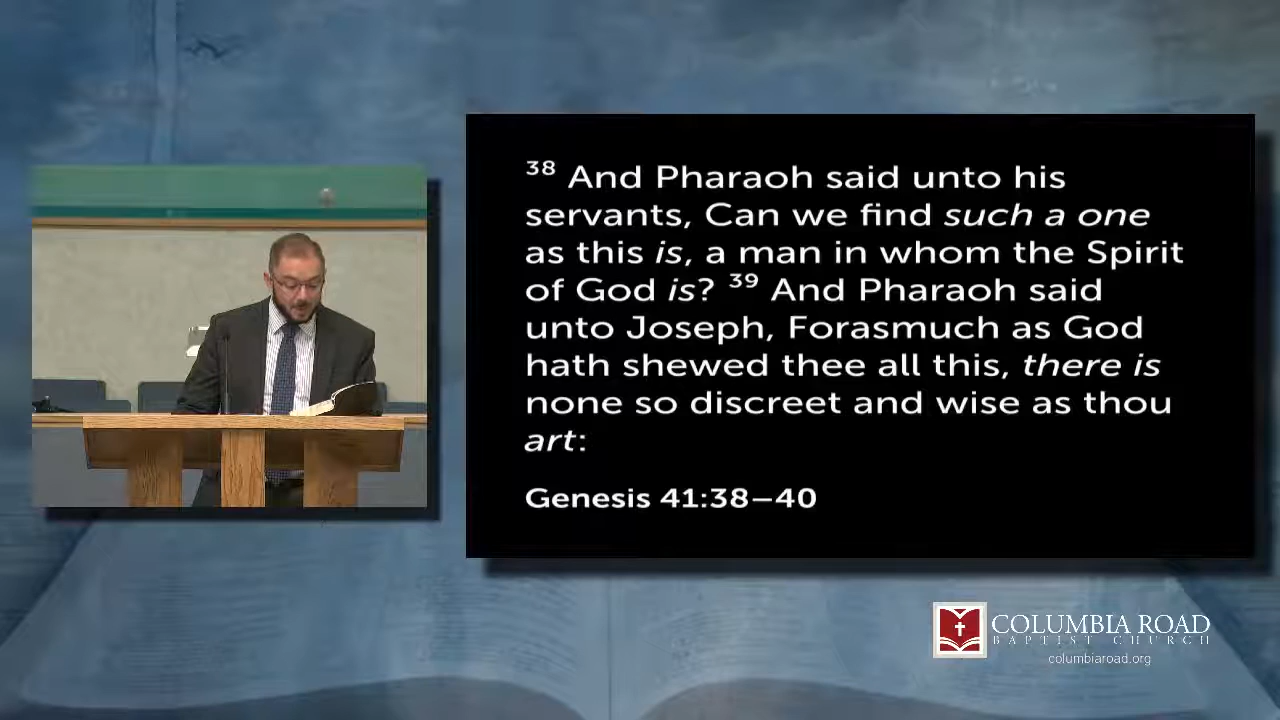 38 And Pharaoh said unto his
servants, Can we find such a one
as this is, a man in whom the Spirit
of God is? 39 And Pharaoh said
unto Joseph, Forasmuch as God
hath shewed thee all this, there is
none so discreet and wise as thou
art:
Genesis 41:38–40
COLUMBIA ROAD
BAPTIST CHURCH
columbiaroad.org